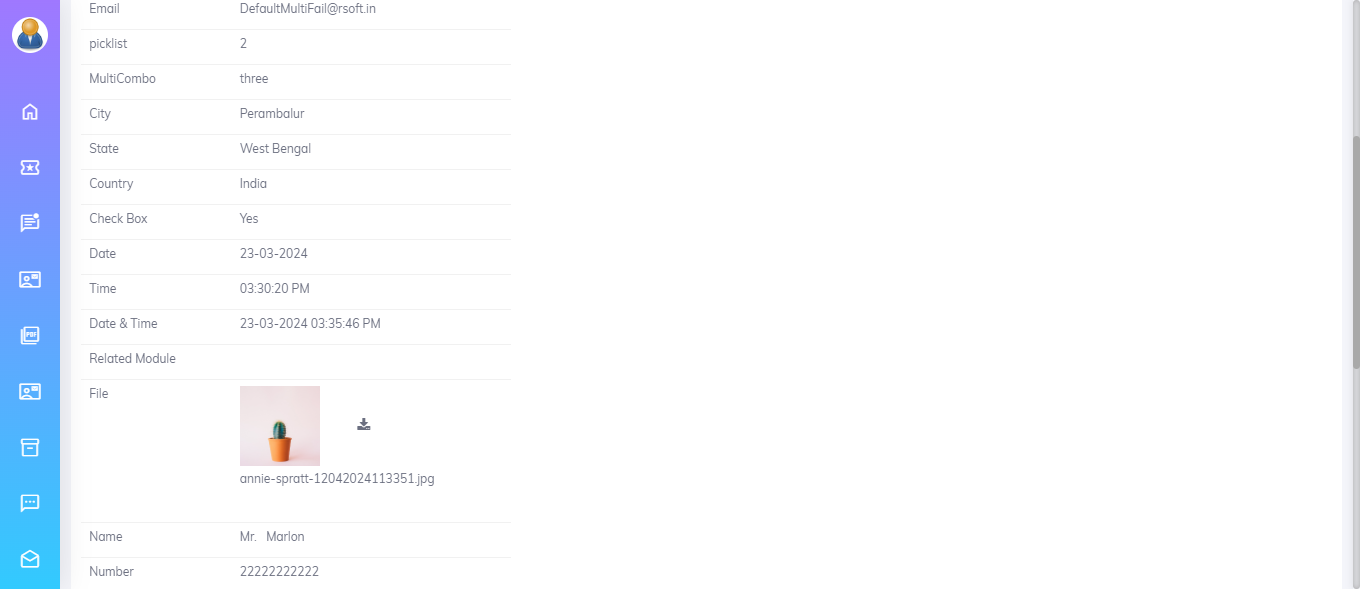 Email DefaultMultiFail@rsoft.in
picklist 2
MultiCombo three
City Perambalur
State West Bengal
Country India
Check Box Yes
Date 23-03-2024
Time 03:30:20 PM
Date & Time 23-03-2024 03:35:46 PM
Related Module
File
annie-spratt-12042024113351.jpg
Name Mr. Marlon
Number 22222222222
PDF